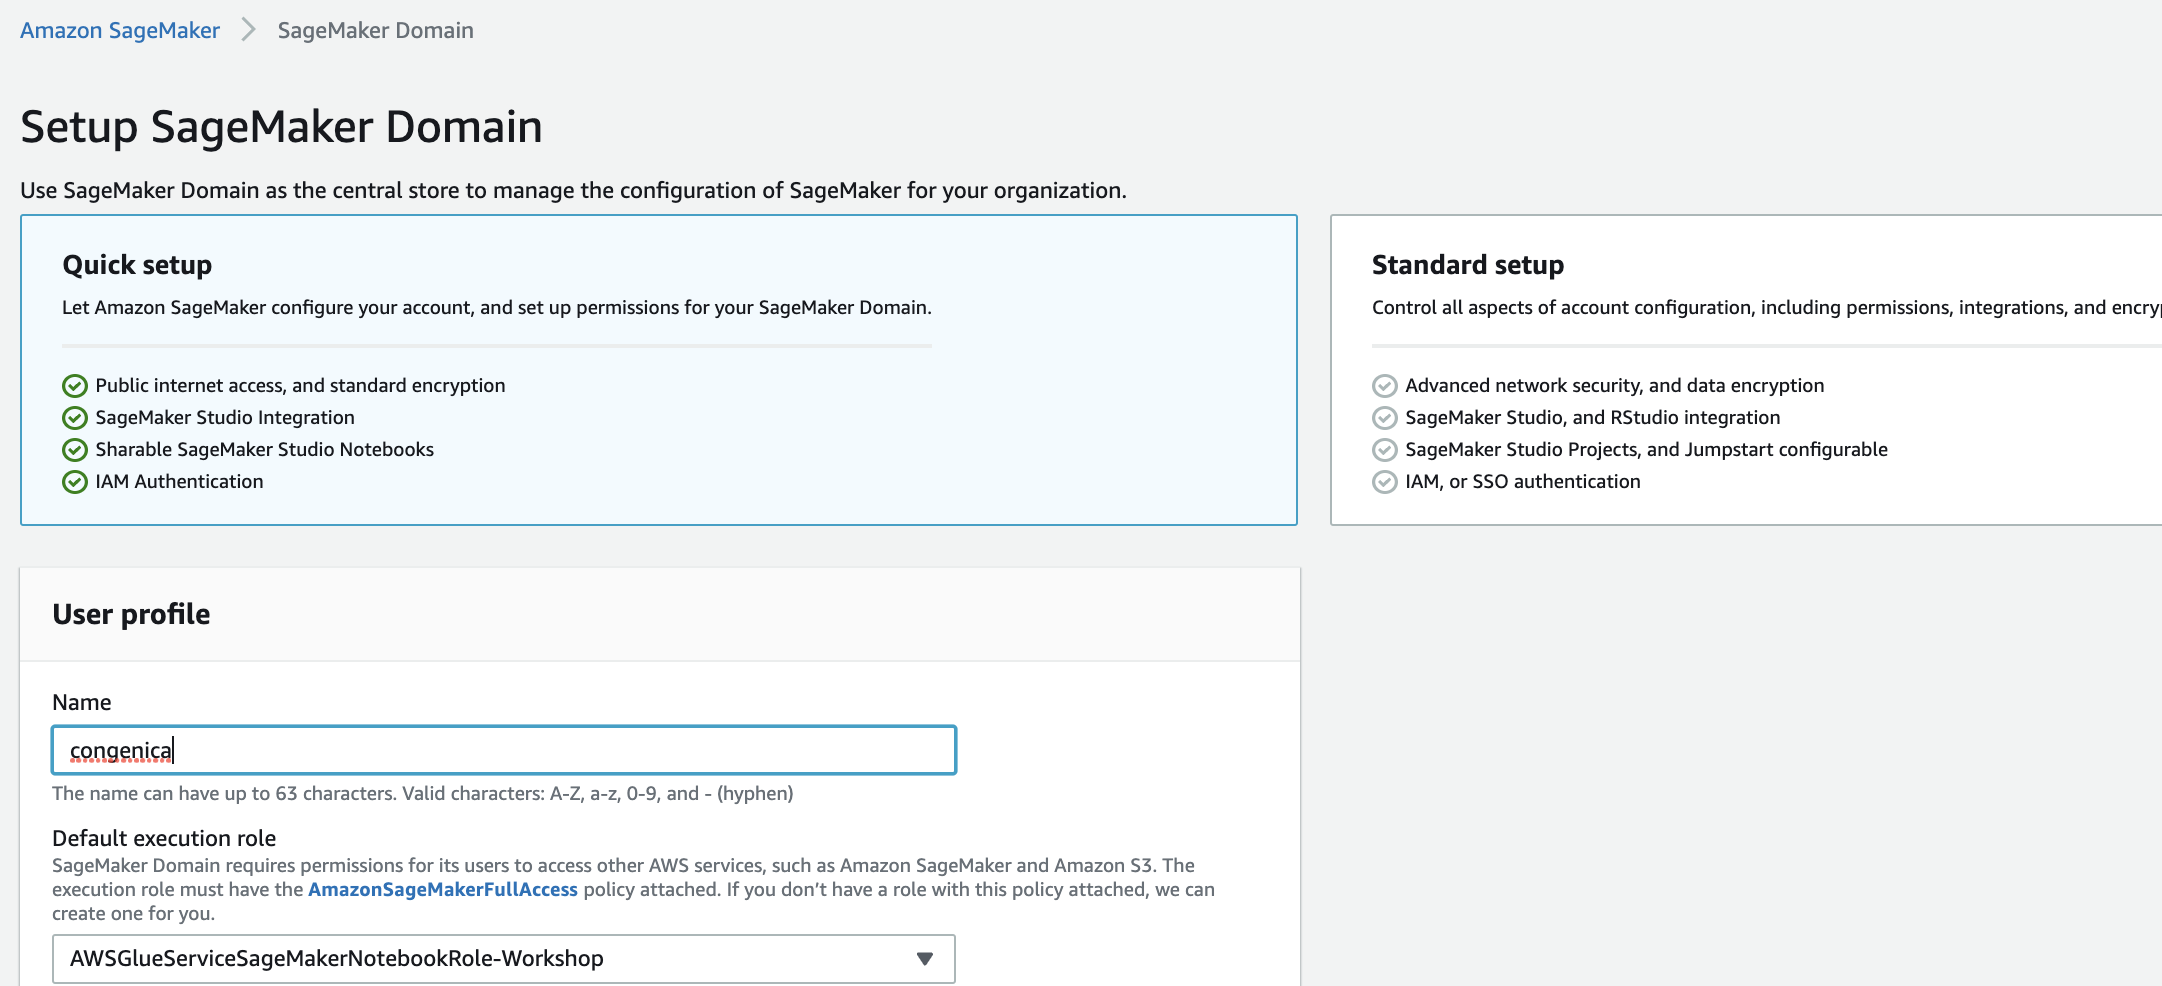 Amazon SageMaker > SageMaker Domain
Setup SageMaker Domain
Use SageMaker Domain as the central store to manage the configuration of SageMaker for your organization.
Quick setup
Let Amazon SageMaker configure your account, and set up permissions for your SageMaker Domain.
Public internet access, and standard encryption
SageMaker Studio Integration
Sharable SageMaker Studio Notebooks
IAM Authentication
Standard setup
Control all aspects of account configuration, including permissions, integrations, and
Advanced network security, and data encryption
SageMaker Studio, and RStudio integration
SageMaker Studio Projects, and Jumpstart configurable
IAM, or SSO authentication
User profile
Name
congenica
The name can have up to 63 characters. Valid characters: A-Z, a-z, 0-9, and - (hyphen)
Default execution role
SageMaker Domain requires permissions for its users to access other AWS services, such as Amazon SageMaker and Amazon S3. The
execution role must have the AmazonSageMakerFullAccess policy attached. If you don’t have a role with this policy attached, we can
create one for you.
AWSGlueServiceSageMakerNotebookRole-Workshop